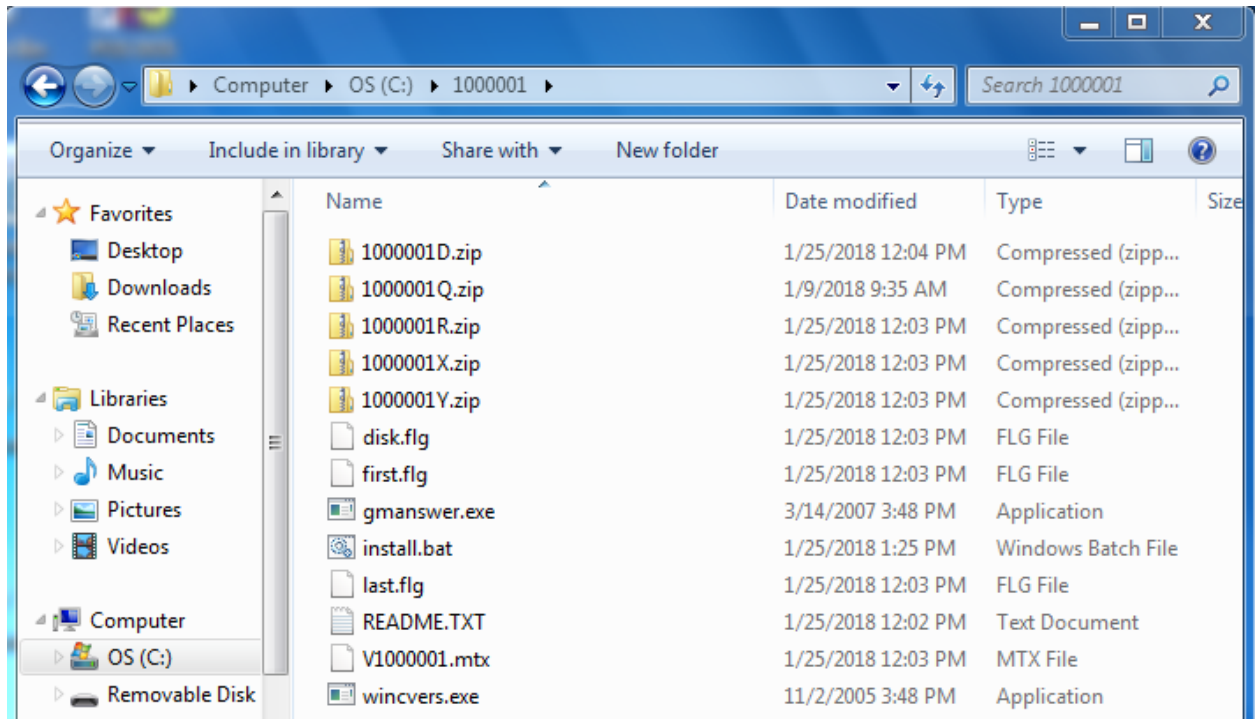 Computer OS (C:) 1000001 Search 1000001
Organize Include in library Share with New folder
Favorites
Desktop
Downloads
Recent Places
Libraries
Documents
Music
Pictures
Videos
Computer
OS (C:)
Removable Disk
Name Date modified Type Size
1000001D.zip 1/25/2018 12:04 PM Compressed (zipp...
1000001Q.zip 1/9/2018 9:35 AM Compressed (zipp...
1000001R.zip 1/25/2018 12:03 PM Compressed (zipp...
1000001X.zip 1/25/2018 12:03 PM Compressed (zipp...
1000001Y.zip 1/25/2018 12:03 PM Compressed (zipp...
disk.flg 1/25/2018 12:03 PM FLG File
first.flg 1/25/2018 12:03 PM FLG File
gmanswer.exe 3/14/2007 3:48 PM Application
install.bat 1/25/2018 1:25 PM Windows Batch File
last.flg 1/25/2018 12:03 PM FLG File
README.TXT 1/25/2018 12:02 PM Text Document
V1000001.mtx 1/25/2018 12:03 PM MTX File
wincvers.exe 11/2/2005 3:48 PM Application